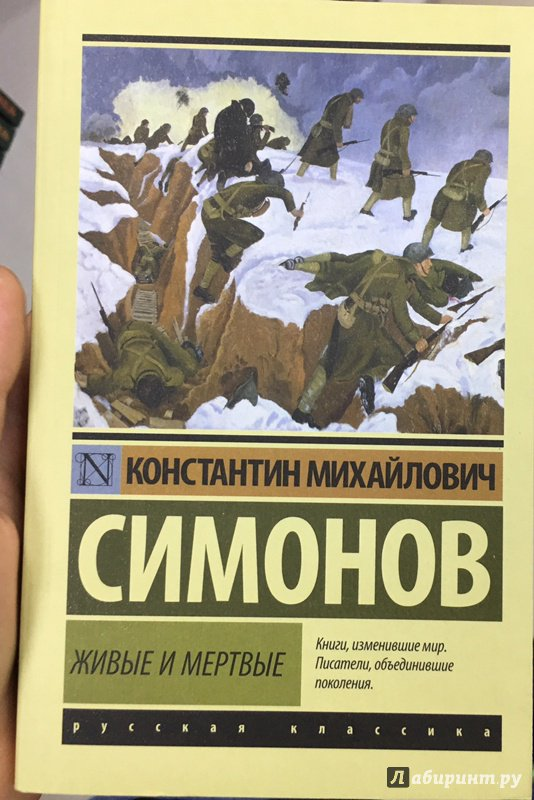 N
КОНСТАНТИН МИХАЙЛОВИЧ
СИМОНОВ
ЖИВЫЕ И МЕРТВЫЕ
Книги, изменившие мир.
Писатели, объединившие
поколения.
русская классика
Лабиринт.ру